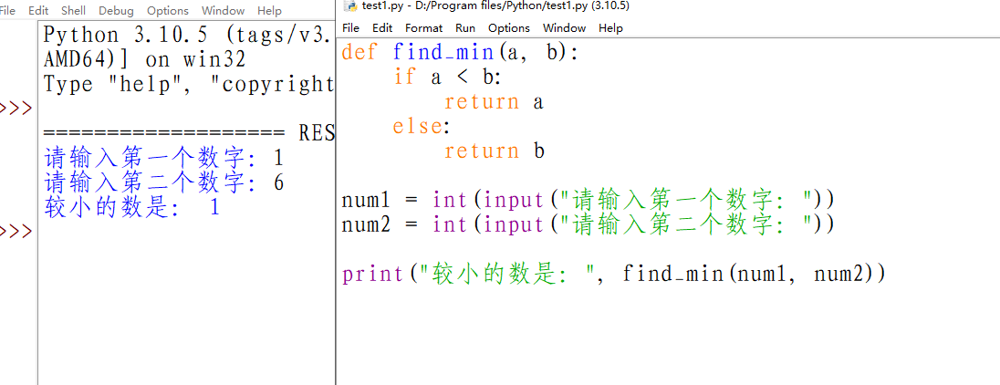 File Edit Shell Debug Options Window Help
Python 3.10.5 (tags/v3.
AMD64)] on win32
Type "help", "copyright
>>>
=================== RES
请输入第一个数字: 1
请输入第二个数字: 6
较小的数是:  1
>>>
test1.py - D:/Program files/Python/test1.py (3.10.5)
File Edit Format Run Options Window Help
def find_min(a, b):
    if a < b:
        return a
    else:
        return b
num1 = int(input("请输入第一个数字: "))
num2 = int(input("请输入第二个数字: "))
print("较小的数是: ", find_min(num1, num2))